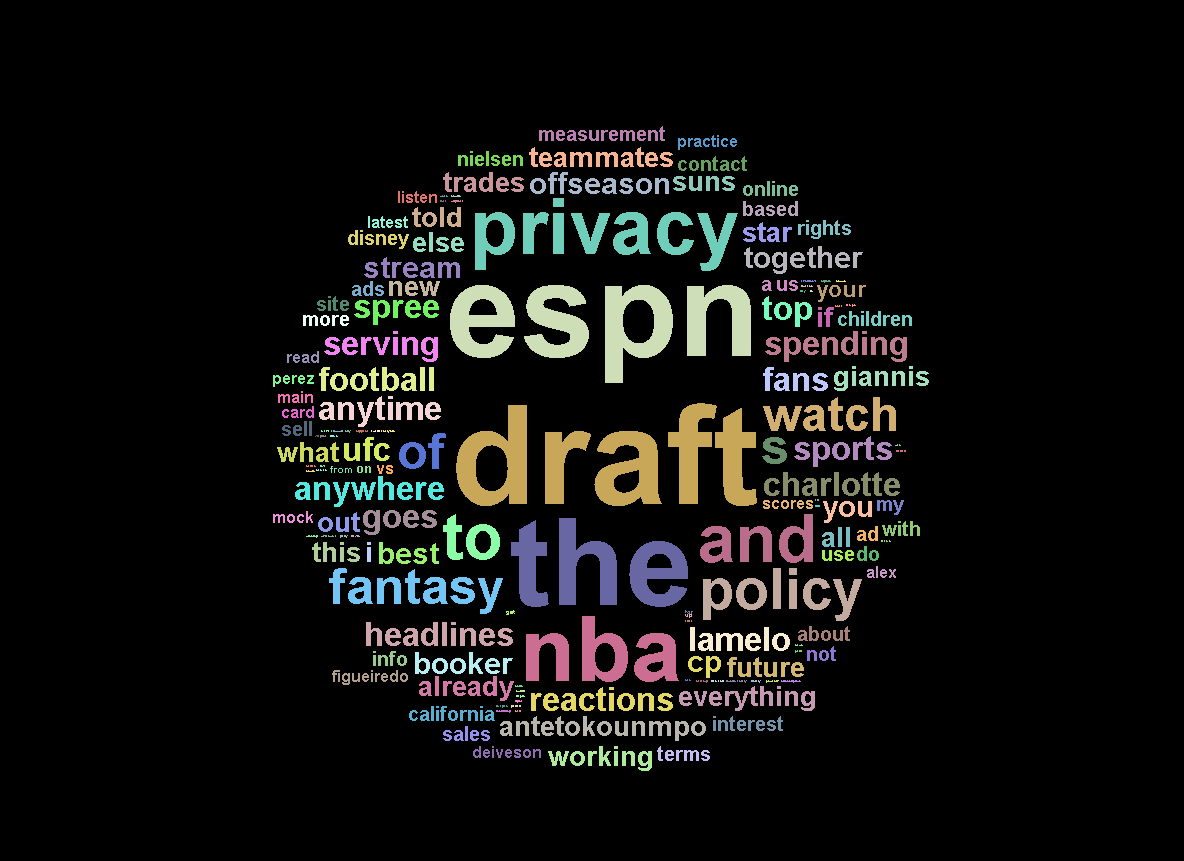 measurement practice
nielsen teammates contact
trades offseason suns online
listen privacy based
latest told star rights
disney else together
stream espn a us your
ads new top if children
site spree
more
serving spending
read
perez football fans giannis
main
card anytime draft watch
sell
what ufc of s sports
from on vs
anywhere charlotte
scores you my
mock out goes to the and all ad with
this i best use do
fantasy policy alex
headlines nba lamelo about
info booker cp future not
figueiredo
already reactions everything
california antetokounmpo interest
sales
deiveson working terms